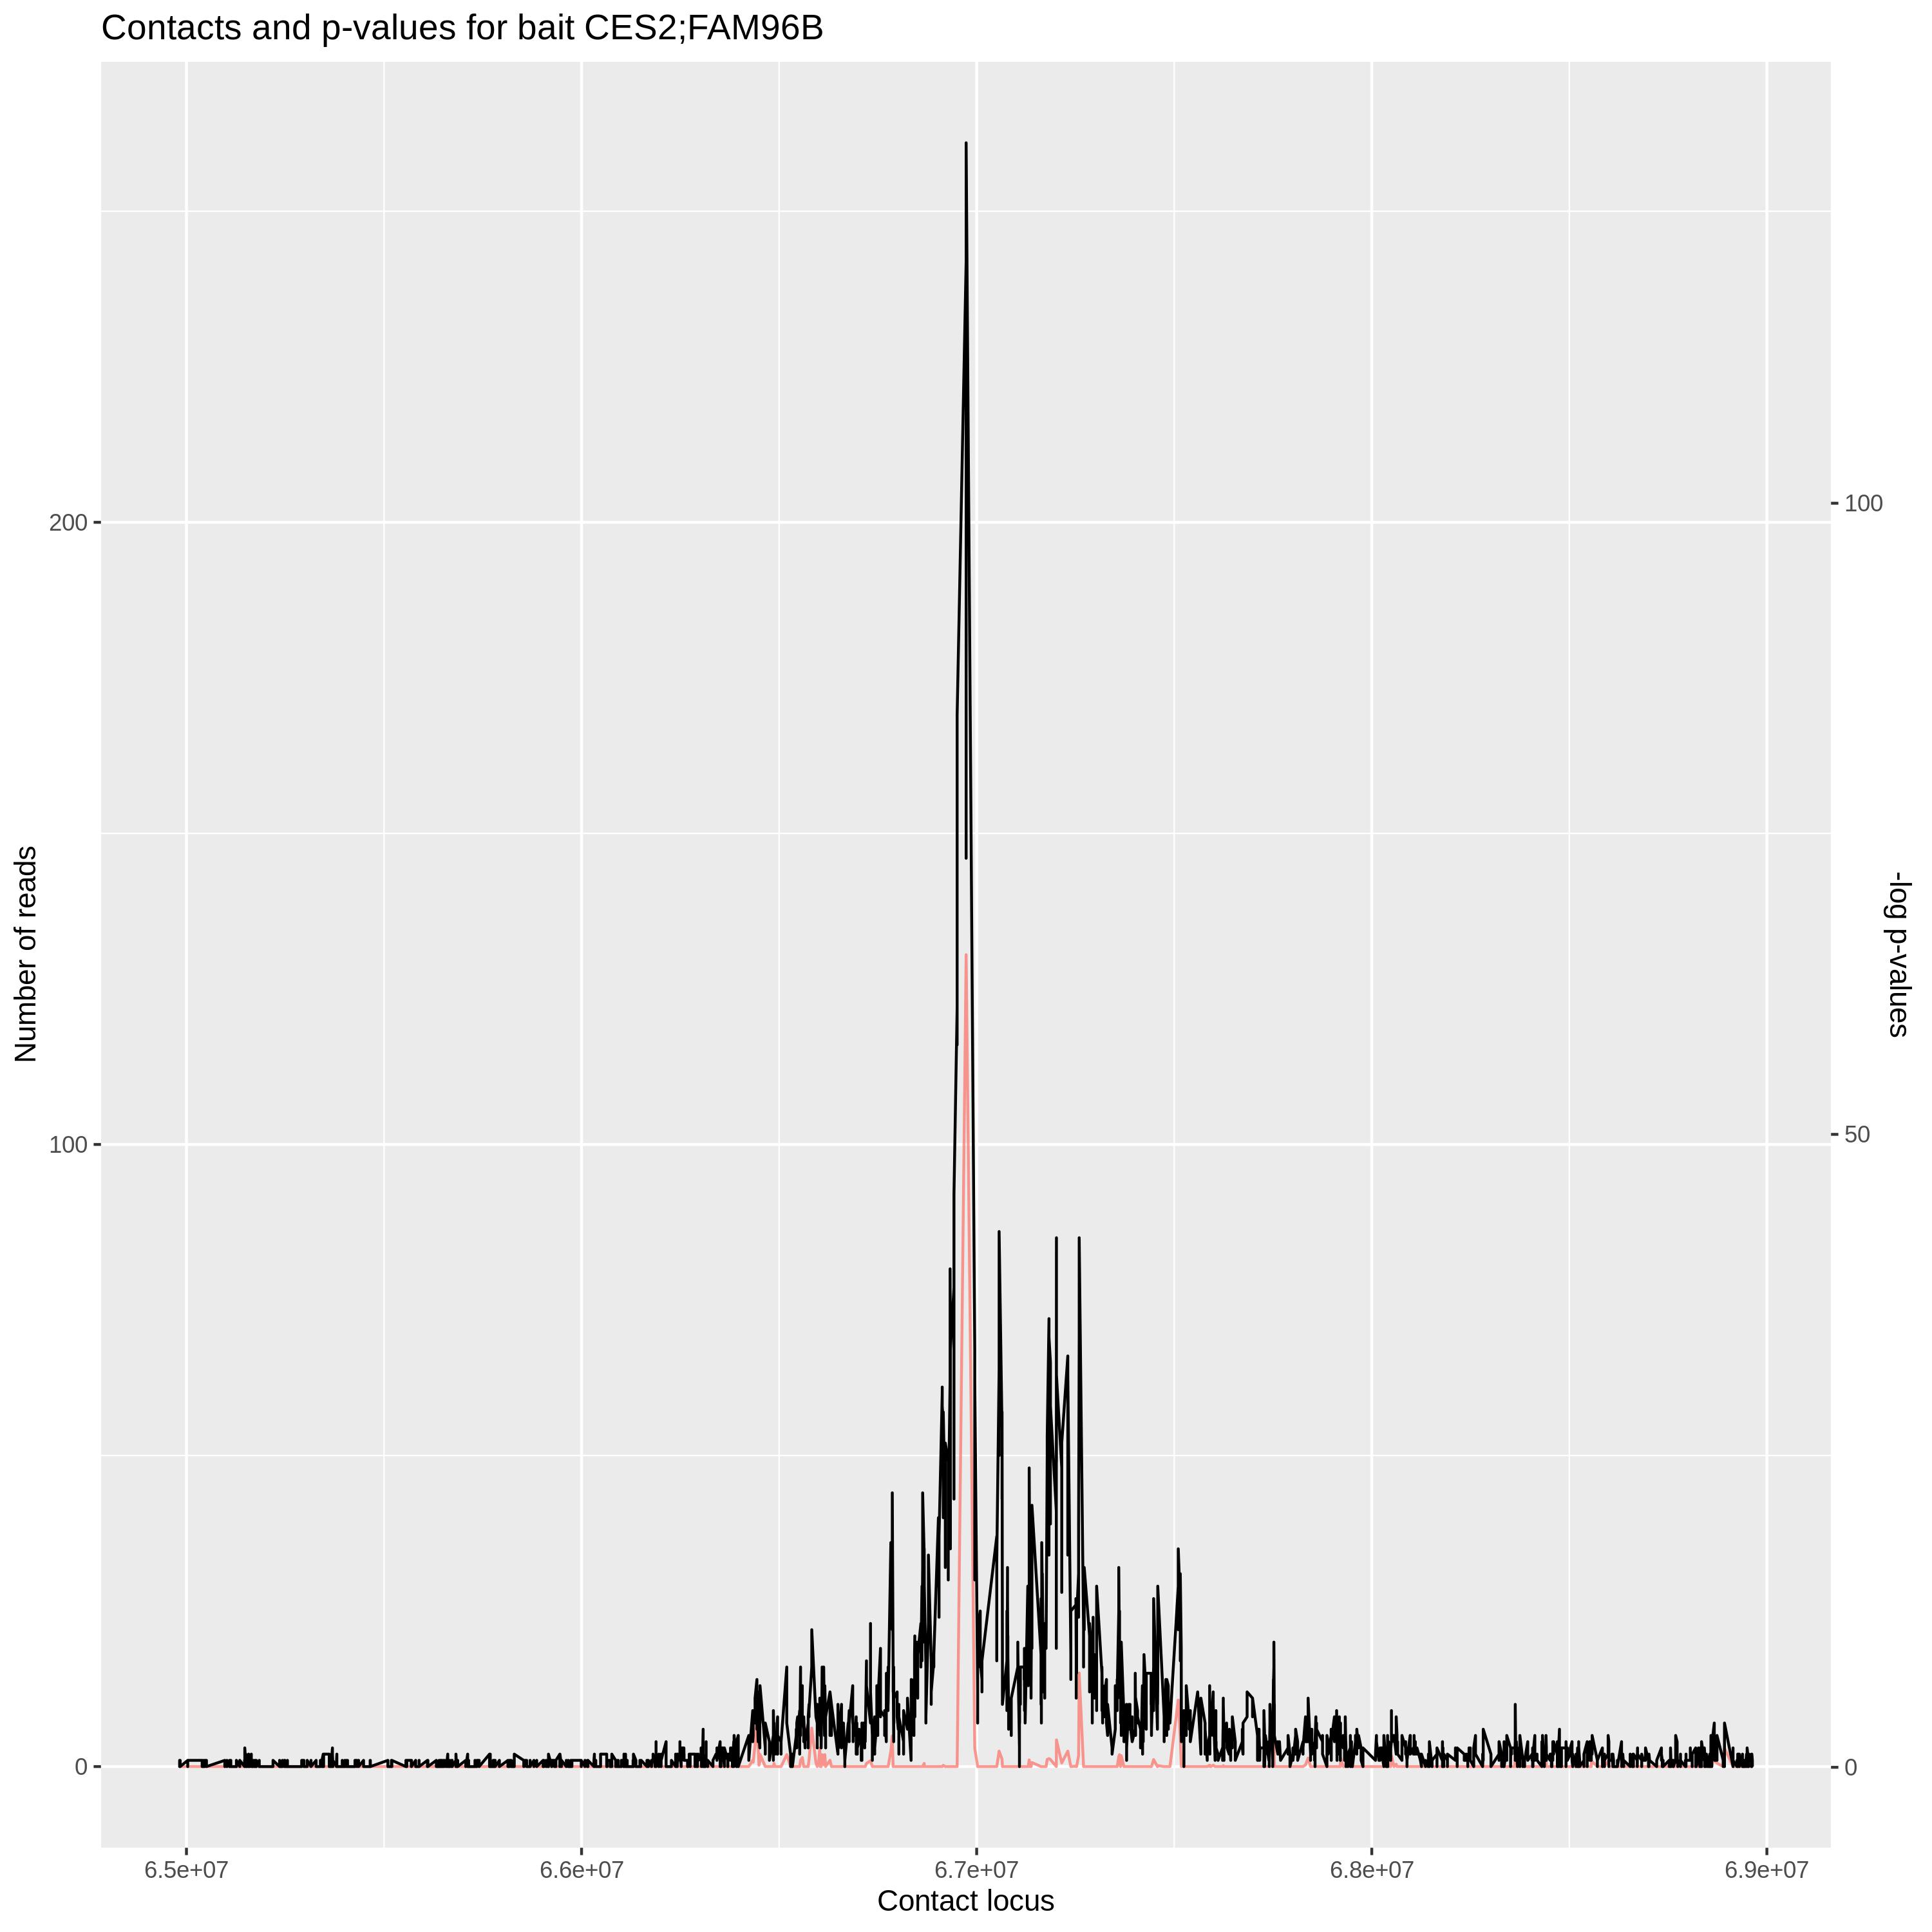 Contacts and p-values for bait CES2;FAM96B
200
100
0
Number of reads
100
50
0
-log p-values
6.5e+07
6.6e+07
6.7e+07
6.8e+07
6.9e+07
Contact locus